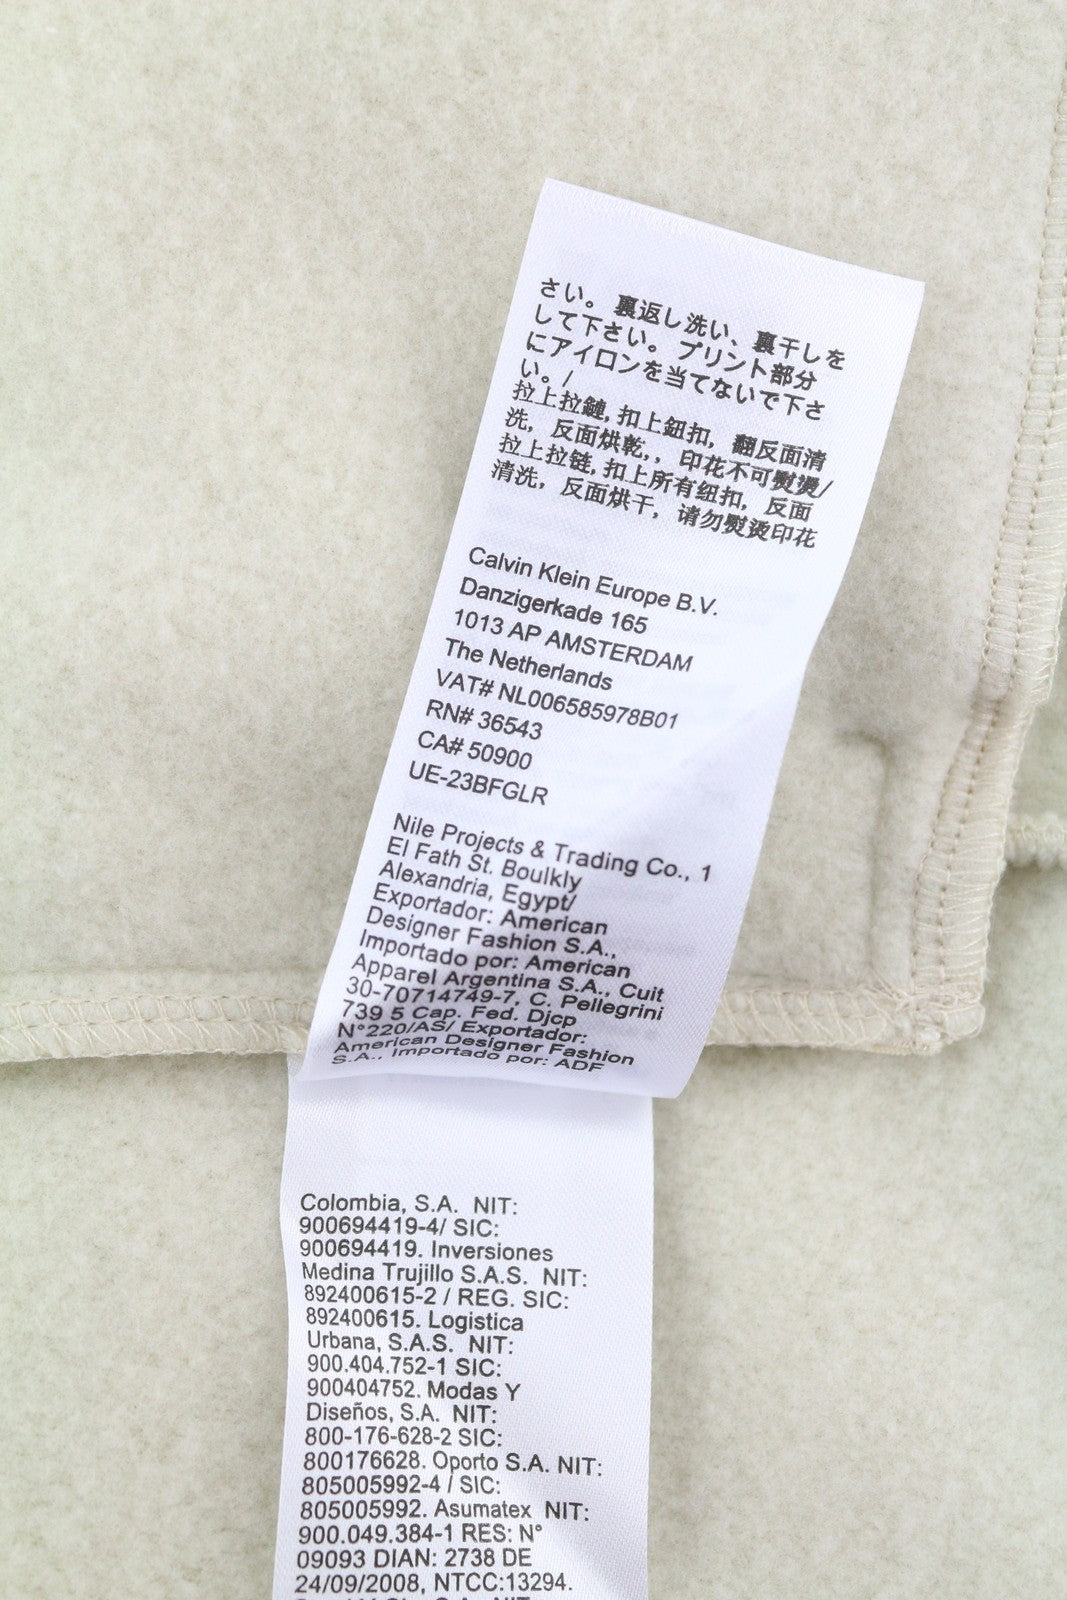 さい。 裏返し洗い、裏干しを
して下さい。プリント部分
にアイロンを当てないで下さ
い。/
拉上拉鏈, 扣上鈕扣, 翻反面清
洗, 反面烘乾, , 印花不可熨燙/
拉上拉链, 扣上所有纽扣, 反面
清洗, 反面烘干, 请勿熨烫印花
Calvin Klein Europe B.V.
Danzigerkade 165
1013 AP AMSTERDAM
The Netherlands
VAT# NL006585978B01
RN# 36543
CA# 50900
UE-23BFGLR
Nile Projects & Trading Co., 1
El Fath St. Boulkly
Alexandria, Egypt/
Exportador: American
Designer Fashion S.A.,
Importado por: American
Apparel Argentina S.A., Cuit
30-70714749-7, C. Pellegrini
739 5 Cap. Fed. Djcp
N°220/AS/ Exportador:
American Designer Fashion
S.A., Importado por: ADF
Colombia, S.A. NIT:
900694419-4/ SIC:
900694419. Inversiones
Medina Trujillo S.A.S. NIT:
892400615-2 / REG. SIC:
892400615. Logistica
Urbana, S.A.S. NIT:
900.404.752-1 SIC:
900404752. Modas Y
Diseños, S.A. NIT:
800-176-628-2 SIC:
800176628. Oporto S.A. NIT:
805005992-4 / SIC:
805005992. Asumatex NIT:
900.049.384-1 RES: N°
09093 DIAN: 2738 DE
24/09/2008, NTCC:13294.